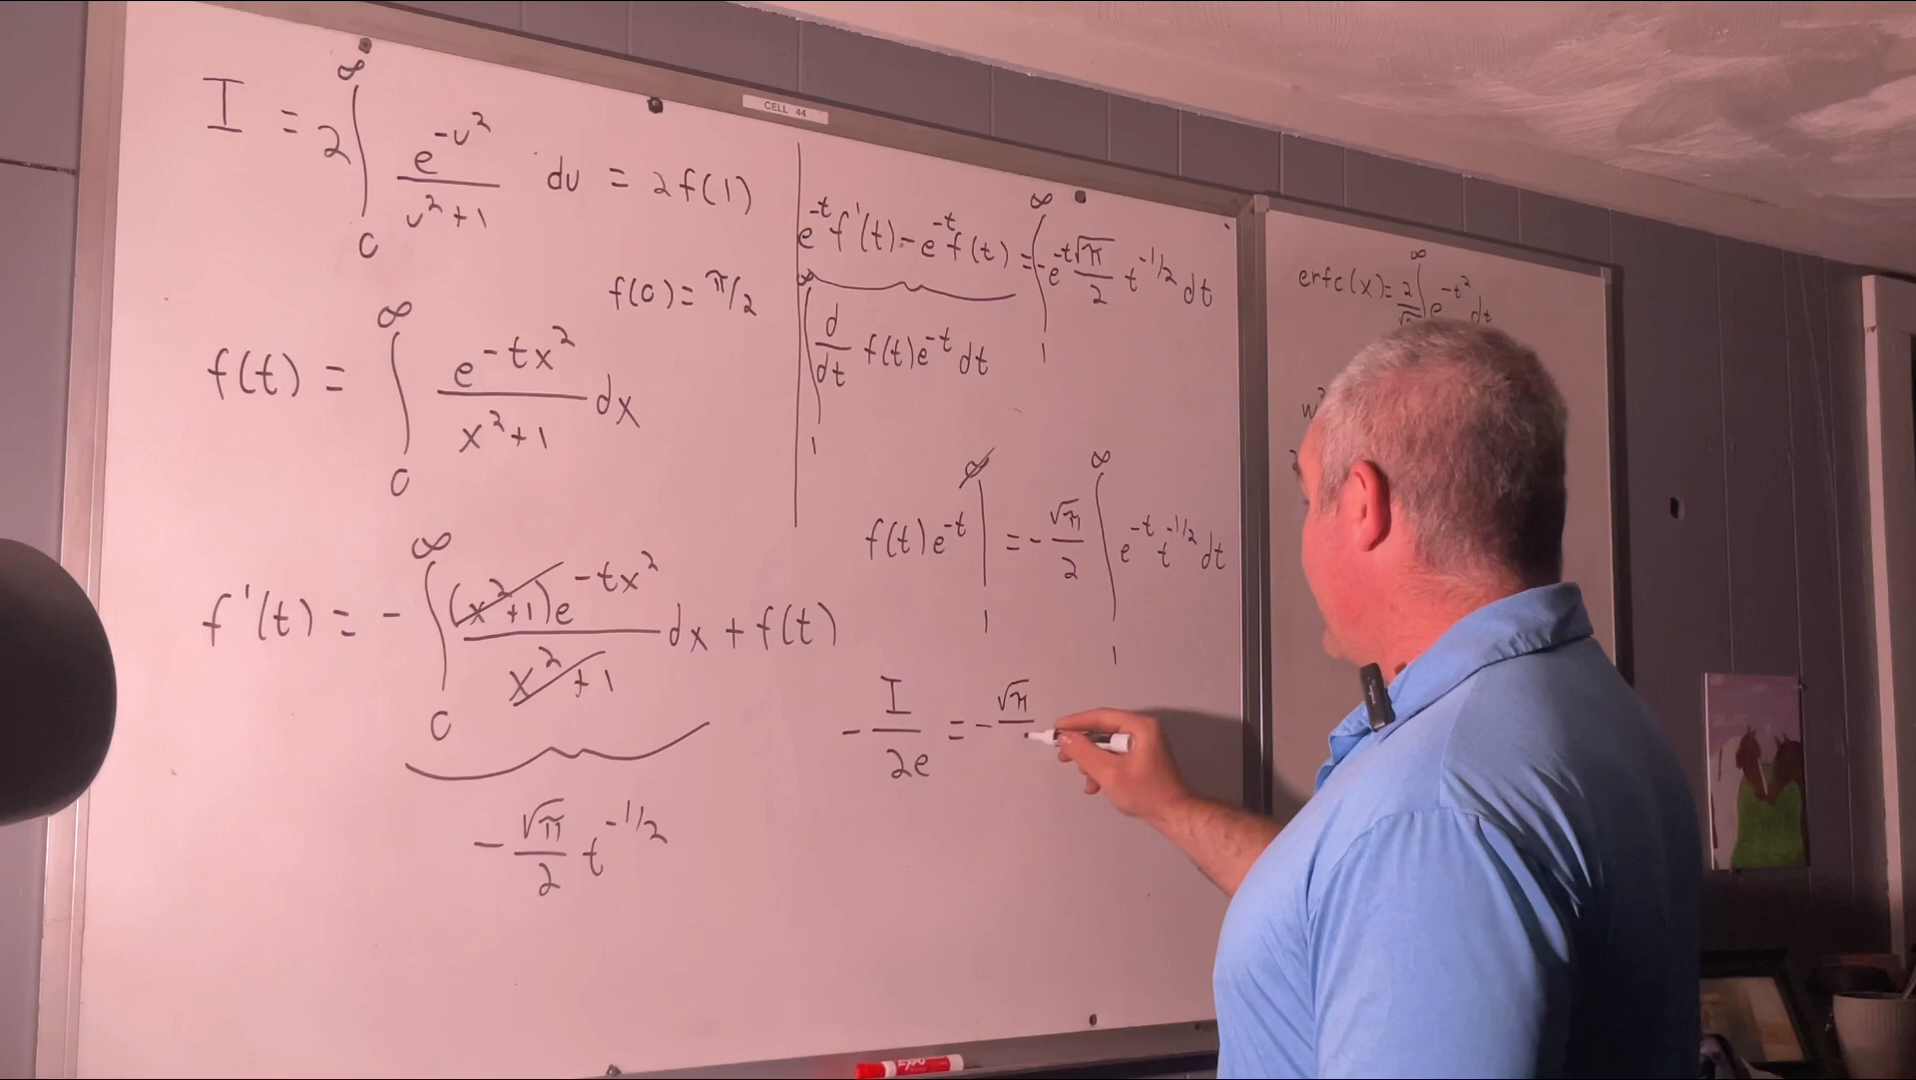 CELL 44
I = 2 ∫₀^∞ e^{-u²}/(u²+1) du = 2f(1)
f(0) = π/2
f(t) = ∫₀^∞ e^{-tx²}/(x²+1) dx
f'(t) = - ∫₀^∞ (x²+1)e^{-tx²}/(x²+1) dx + f(t)
-√π/2 t^{-1/2}
e^{-t}f'(t) - e^{-t}f(t) = ∫₁^∞ -e^{-t} √π/2 t^{-1/2} dt
∫₁^∞ d/dt f(t)e^{-t} dt
f(t)e^{-t} |₁^∞ = -√π/2 ∫₁^∞ e^{-t} t^{-1/2} dt
-I/2e = -√π
erfc(x) = 2/√ ∫^∞ e^{-t²} dt
EXPO